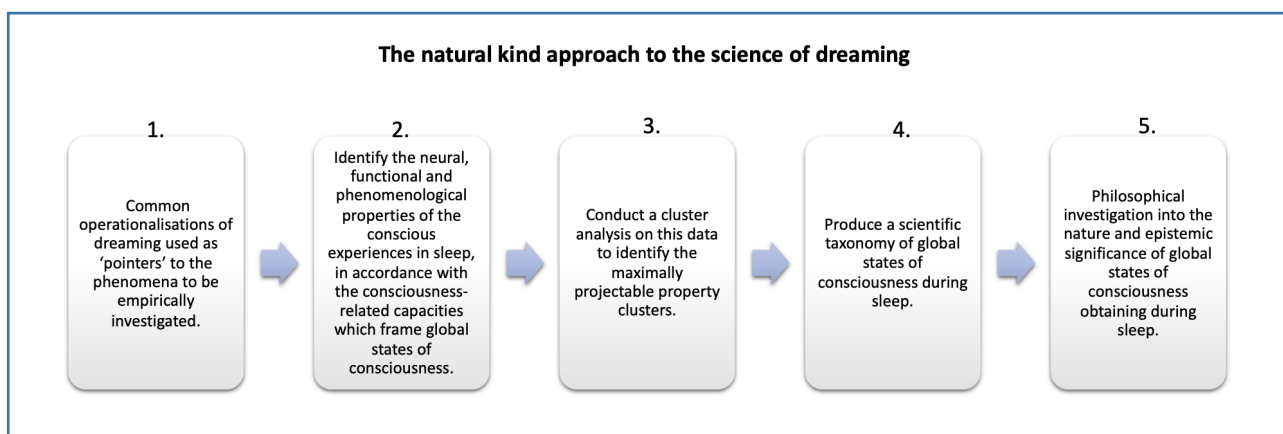 The natural kind approach to the science of dreaming
1.
Common
operationalisations of
dreaming used as
‘pointers’ to the
phenomena to be
empirically
investigated.
2.
Identify the neural,
functional and
phenomenological
properties of the
conscious
experiences in sleep,
in accordance with
the consciousness-
related capacities
which frame global
states of
consciousness.
3.
Conduct a cluster
analysis on this data
to identify the
maximally
projectable property
clusters.
4.
Produce a scientific
taxonomy of global
states of
consciousness during
sleep.
5.
Philosophical
investigation into the
nature and epistemic
significance of global
states of
consciousness
obtaining during
sleep.